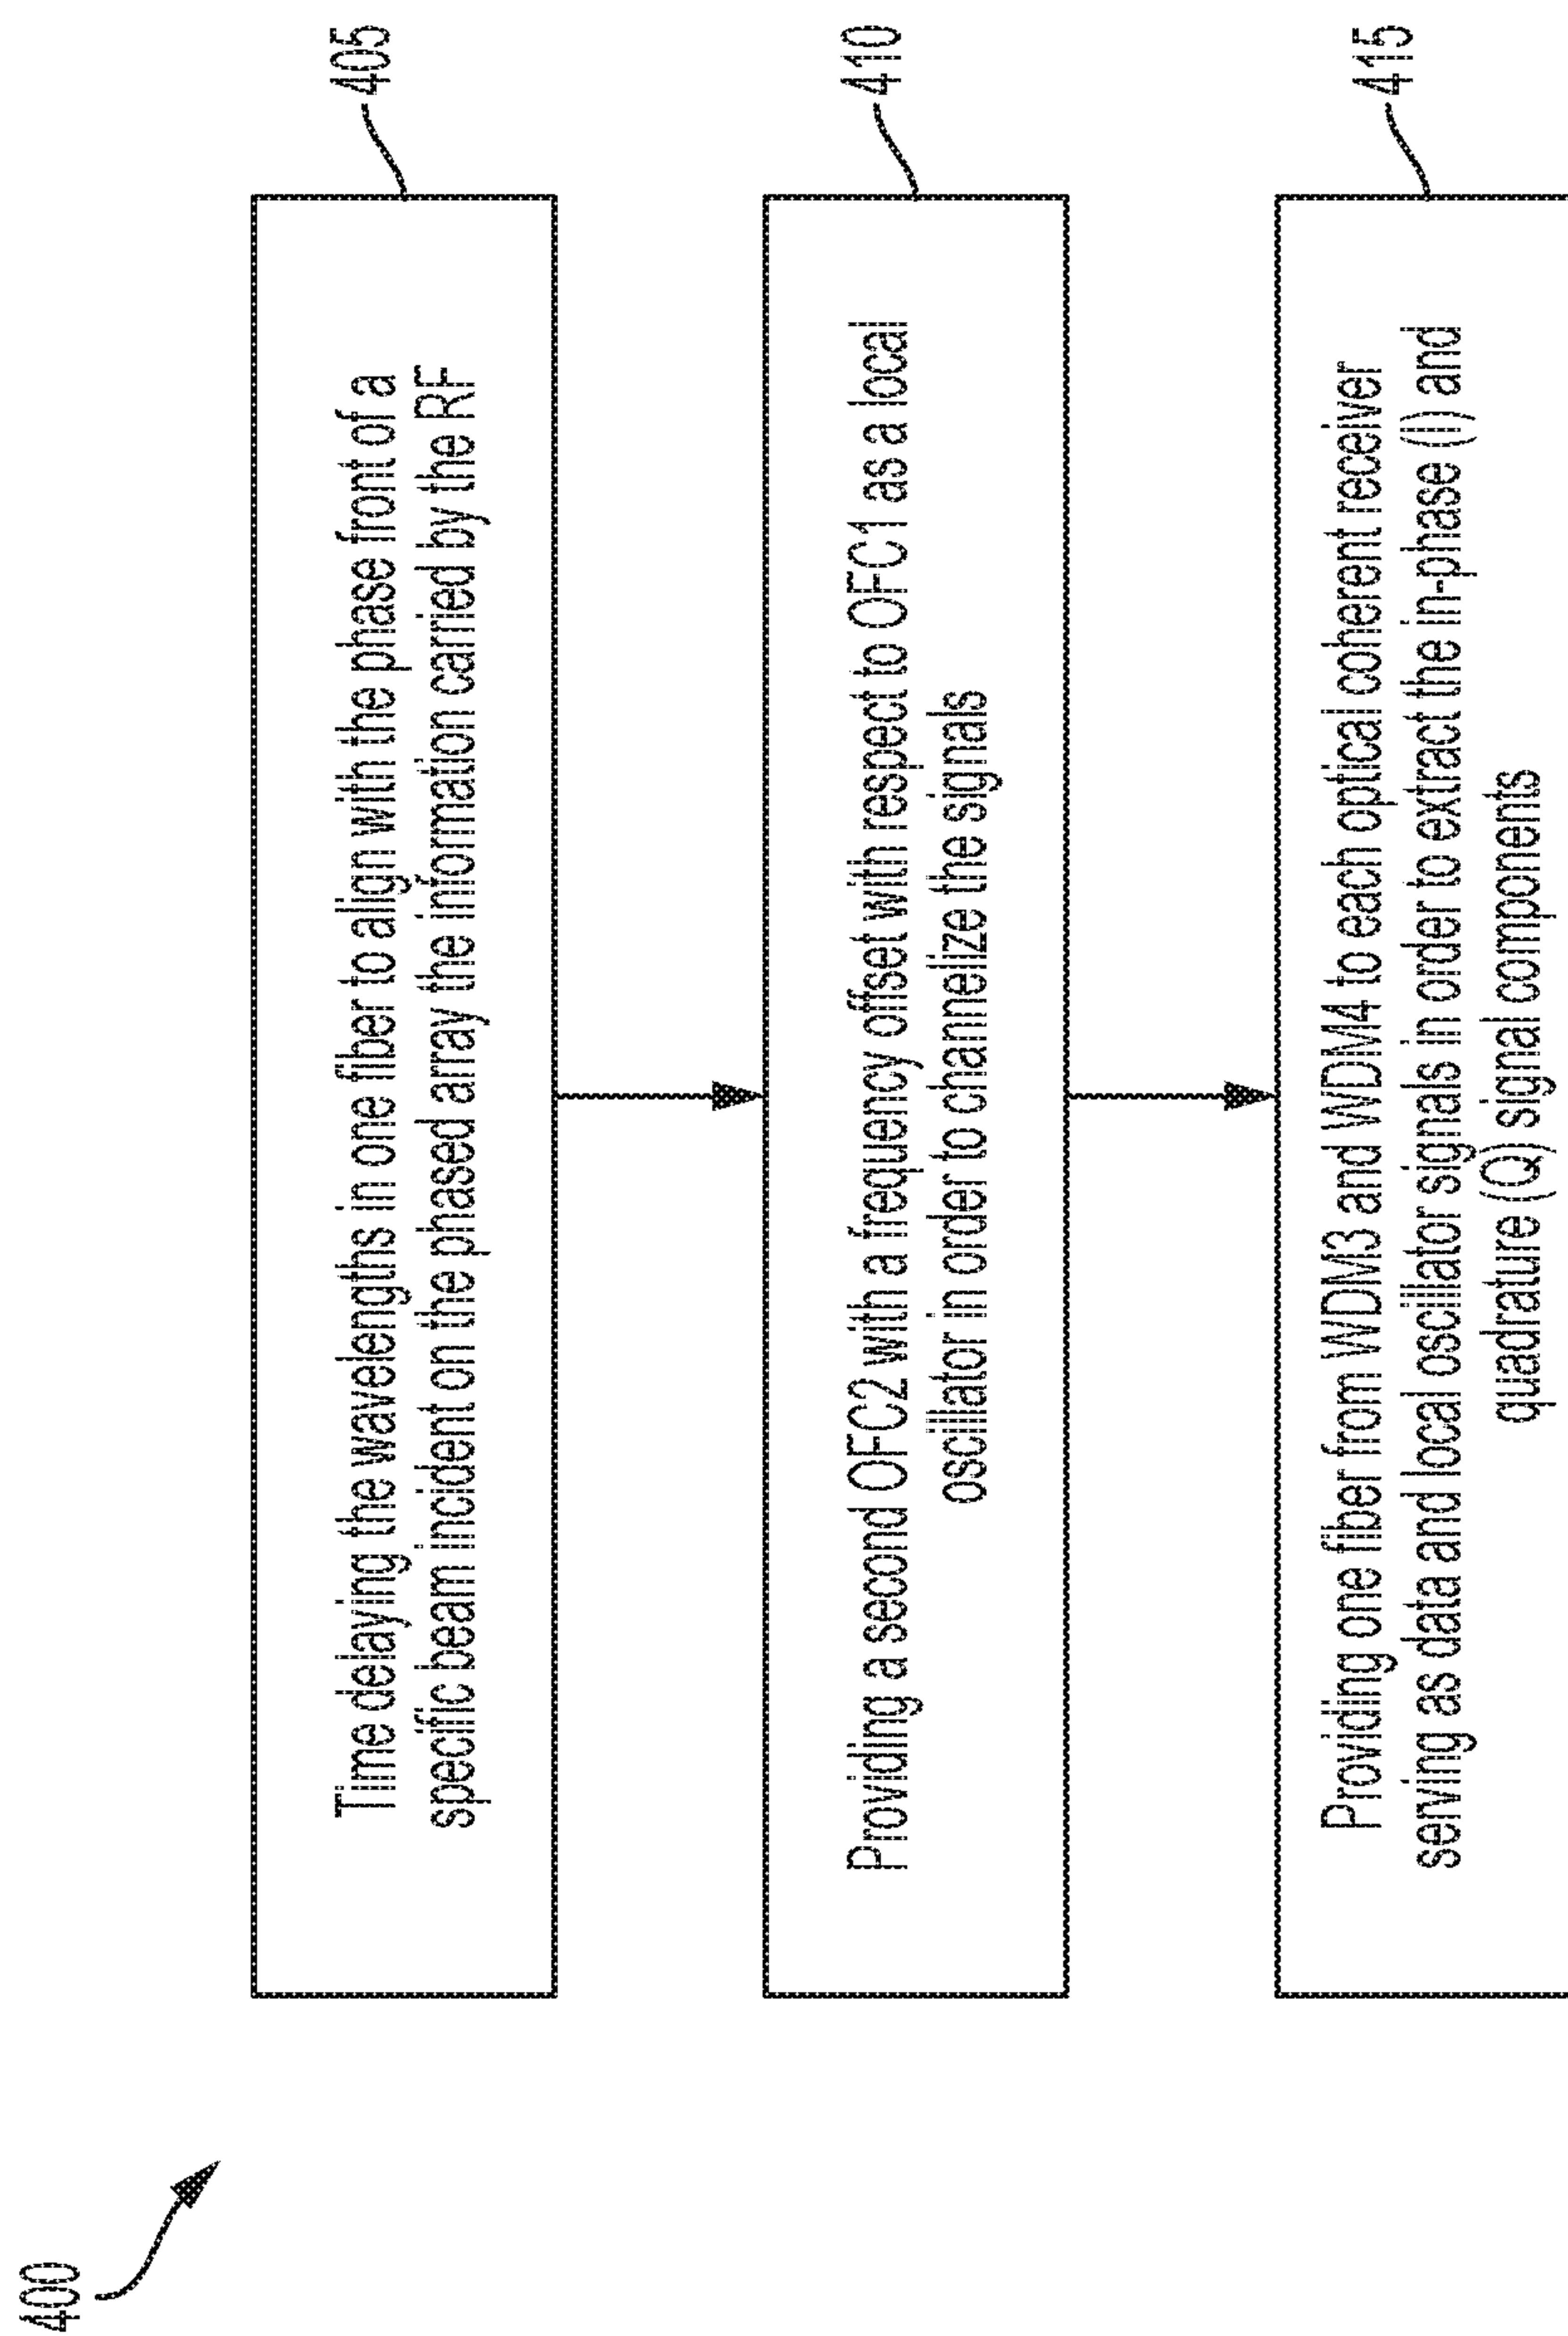 400
Time delaying the wavelengths in one fiber to align with the phase front of a
specific beam incident on the phased array the information carried by the RF
405
Providing a second OFC2 with a frequency offset with respect to OFC1 as a local
oscillator in order to channelize the signals
410
Providing one fiber from WDM3 and WDM4 to each optical coherent receiver
serving as data and local oscillator signals in order to extract the in-phase (I) and
quadrature (Q) signal components
415